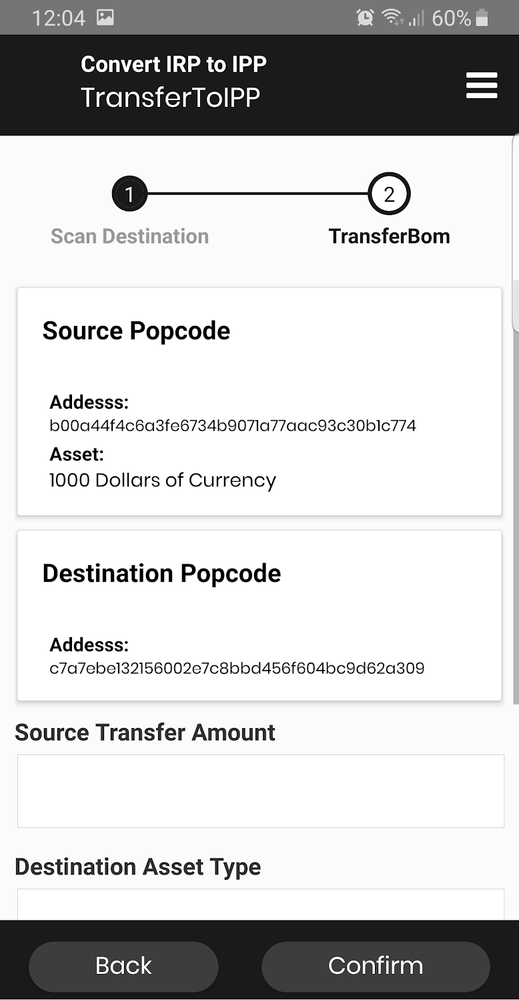 12:04
60%
Convert IRP to IPP
TransferToIPP
1
2
Scan Destination
TransferBom
Source Popcode
Addesss:
b00a44f4c6a3fe6734b9071a77aac93c30b1c774
Asset:
1000 Dollars of Currency
Destination Popcode
Addesss:
c7a7ebe132156002e7c8bbd456f604bc9d62a309
Source Transfer Amount
Destination Asset Type
Back
Confirm